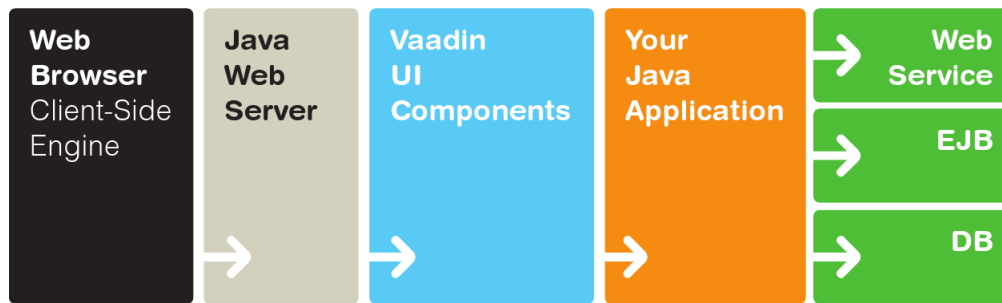 Web
Browser
Client-Side
Engine
Java
Web
Server
Vaadin
UI
Components
Your
Java
Application
Web
Service
EJB
DB